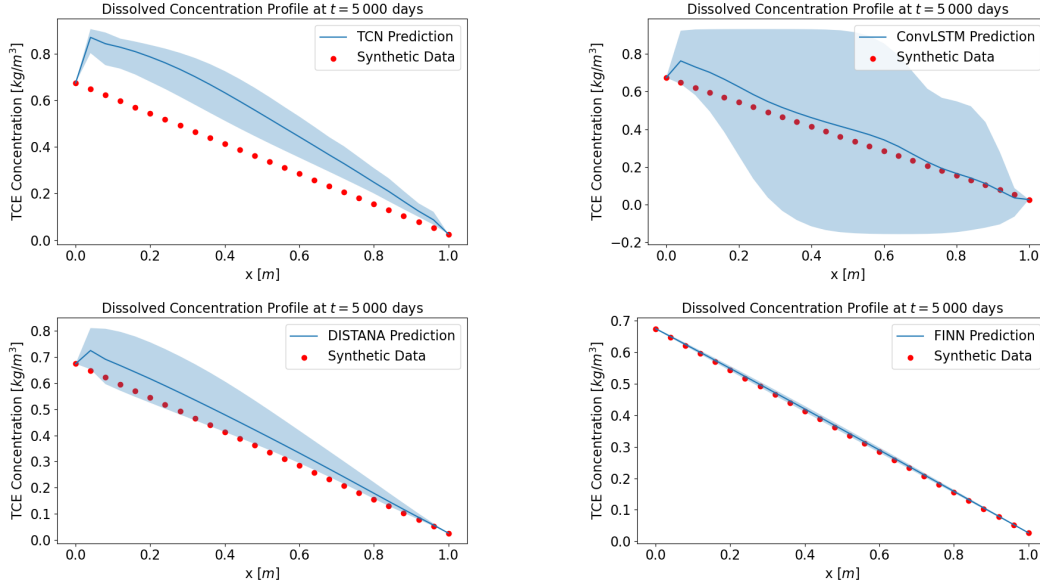 Dissolved Concentration Profile at t = 5 000 days
TCE Concentration [kg/m³]
0.8
0.6
0.4
0.2
0.0
TCN Prediction
Synthetic Data
0.0 0.2 0.4 0.6 0.8 1.0
x [m]
Dissolved Concentration Profile at t = 5 000 days
TCE Concentration [kg/m³]
0.8
0.6
0.4
0.2
0.0
−0.2
ConvLSTM Prediction
Synthetic Data
0.0 0.2 0.4 0.6 0.8 1.0
x [m]
Dissolved Concentration Profile at t = 5 000 days
TCE Concentration [kg/m³]
0.8
0.7
0.6
0.5
0.4
0.3
0.2
0.1
0.0
DISTANA Prediction
Synthetic Data
0.0 0.2 0.4 0.6 0.8 1.0
x [m]
Dissolved Concentration Profile at t = 5 000 days
TCE Concentration [kg/m³]
0.7
0.6
0.5
0.4
0.3
0.2
0.1
0.0
FINN Prediction
Synthetic Data
0.0 0.2 0.4 0.6 0.8 1.0
x [m]